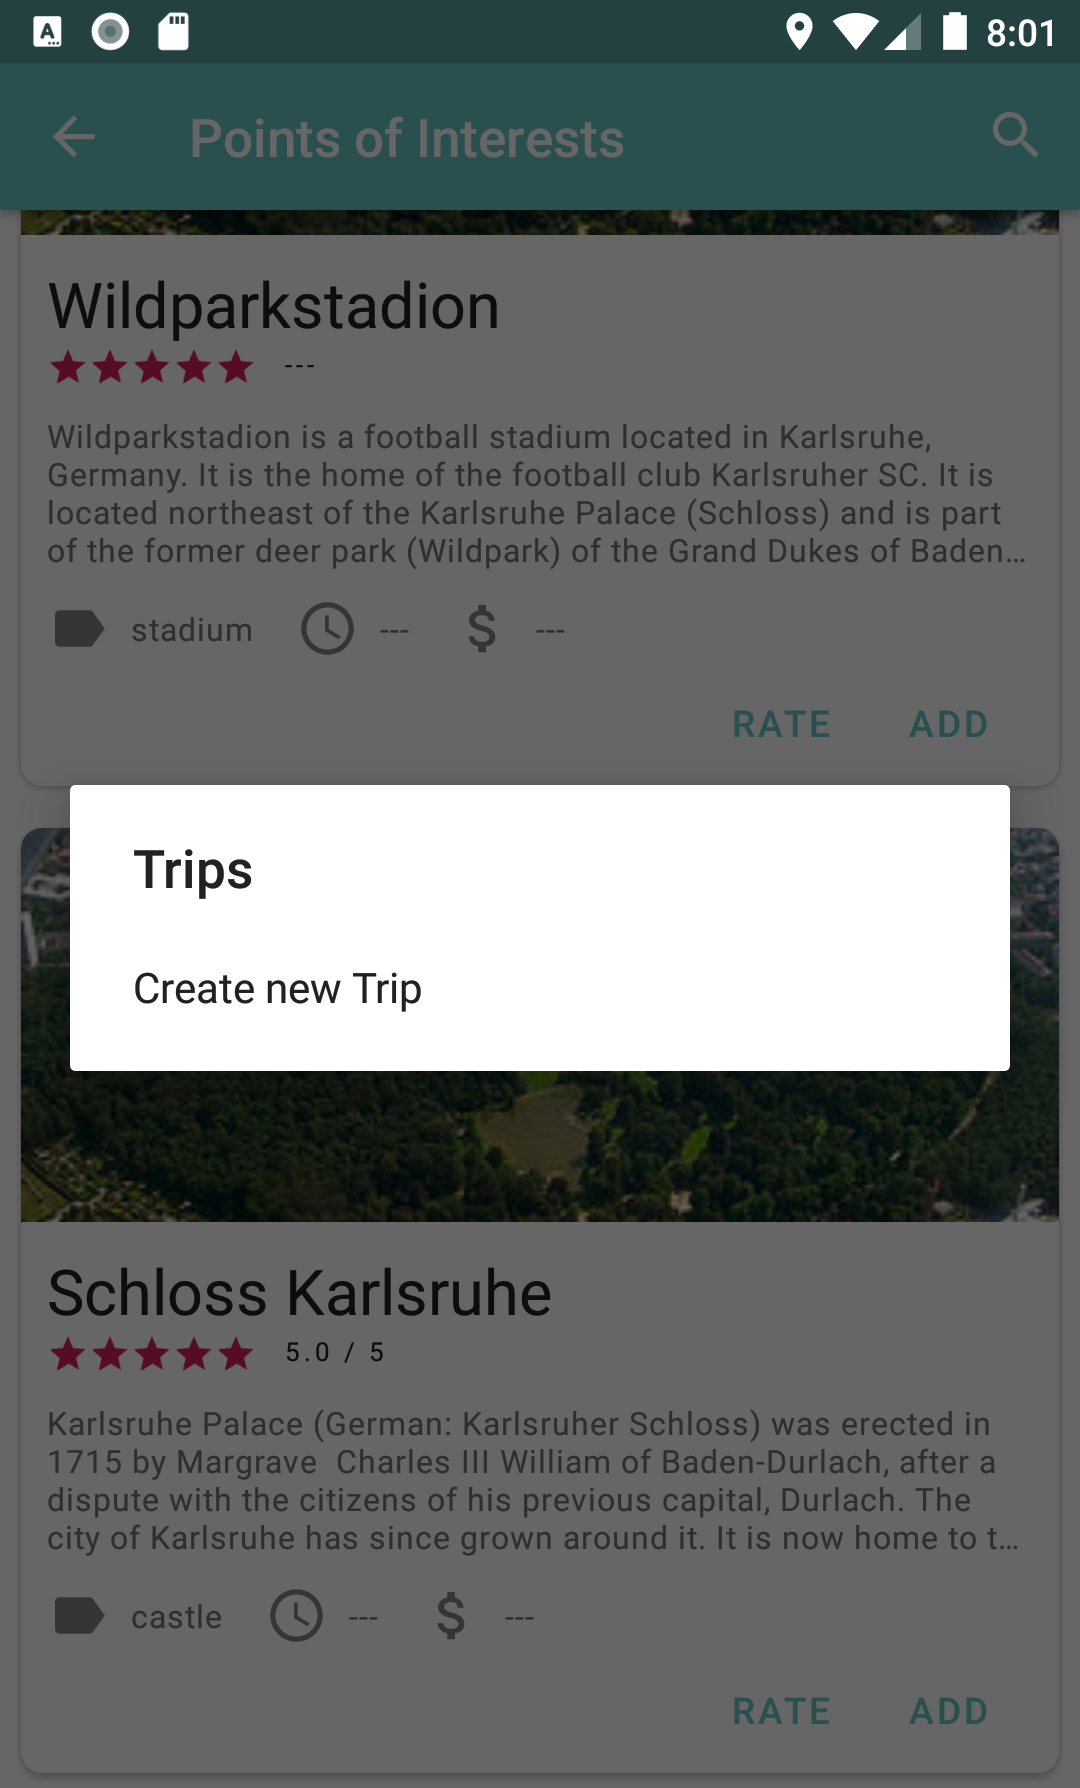 8:01
Points of Interests
Wildparkstadion
---
Wildparkstadion is a football stadium located in Karlsruhe,
Germany. It is the home of the football club Karlsruher SC. It is
located northeast of the Karlsruhe Palace (Schloss) and is part
of the former deer park (Wildpark) of the Grand Dukes of Baden…
stadium --- $ ---
RATE ADD
Trips
Create new Trip
Schloss Karlsruhe
5.0 / 5
Karlsruhe Palace (German: Karlsruher Schloss) was erected in
1715 by Margrave  Charles III William of Baden-Durlach, after a
dispute with the citizens of his previous capital, Durlach. The
city of Karlsruhe has since grown around it. It is now home to t…
castle --- $ ---
RATE ADD